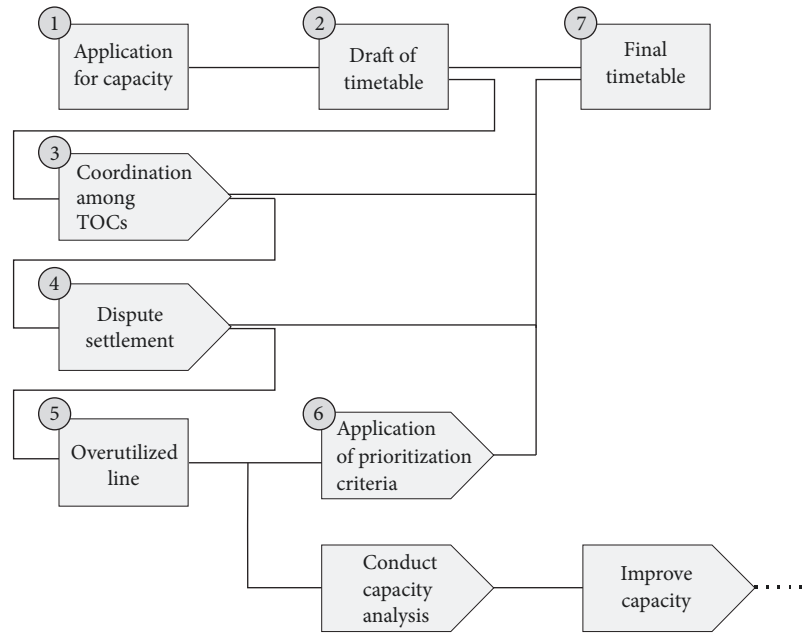 1
Application
for capacity
2
Draft of
timetable
7
Final
timetable
3
Coordination
among
TOCs
4
Dispute
settlement
5
Overutilized
line
6
Application
of prioritization
criteria
Conduct
capacity
analysis
Improve
capacity